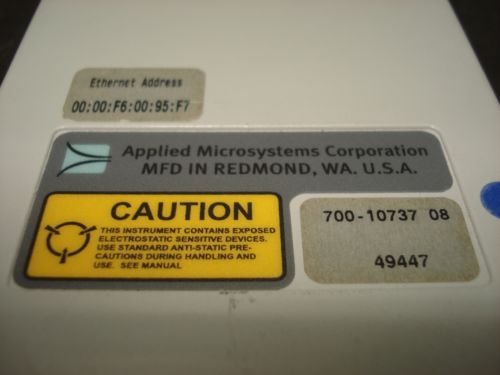 Ethernet Address
00:00:F6:00:95:F7
Applied Microsystems Corporation
MFD IN REDMOND, WA. U.S.A.
CAUTION
THIS INSTRUMENT CONTAINS EXPOSED
ELECTROSTATIC SENSITIVE DEVICES.
USE STANDARD ANTI-STATIC PRE-
CAUTIONS DURING HANDLING AND
USE. SEE MANUAL
700-10737 08
49447